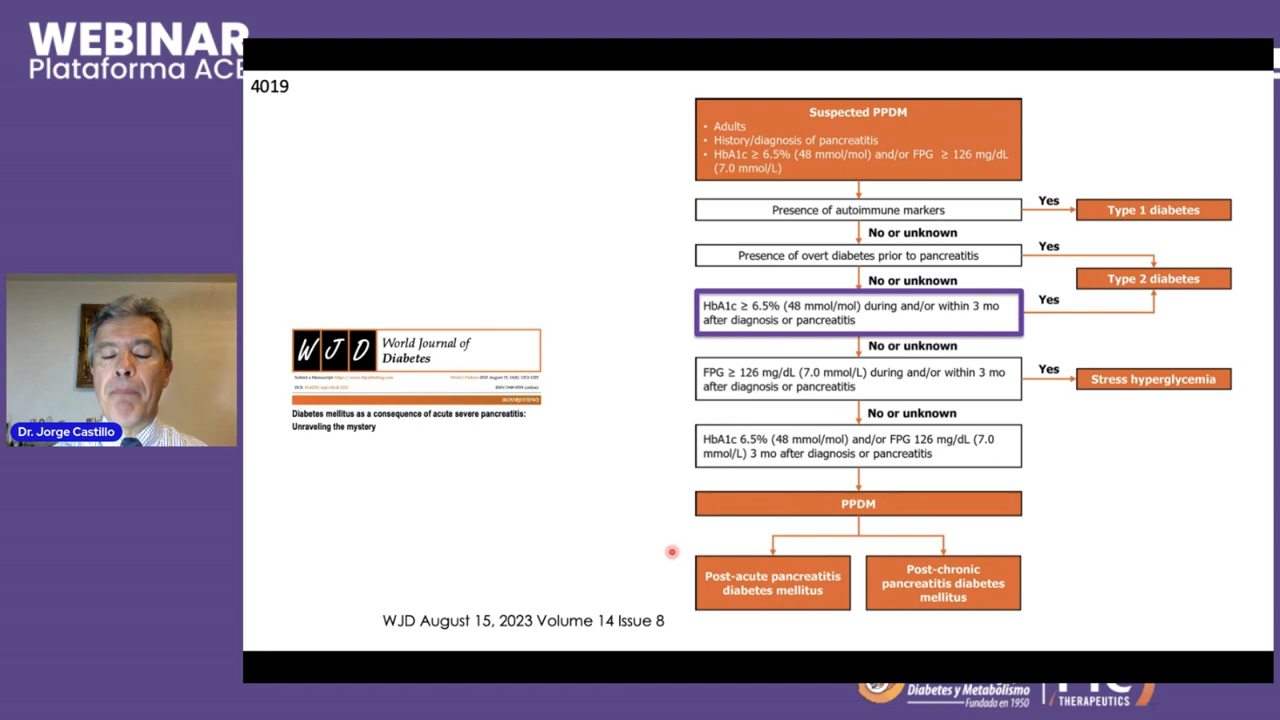 WEBINAR
Plataforma ACE
4019
Suspected PPDM
• Adults
• History/diagnosis of pancreatitis
• HbA1c ≥ 6.5% (48 mmol/mol) and/or FPG ≥ 126 mg/dL
(7.0 mmol/L)
Presence of autoimmune markers
Yes
Type 1 diabetes
No or unknown
Presence of overt diabetes prior to pancreatitis
Yes
Type 2 diabetes
No or unknown
HbA1c ≥ 6.5% (48 mmol/mol) during and/or within 3 mo
after diagnosis or pancreatitis
Yes
No or unknown
FPG ≥ 126 mg/dL (7.0 mmol/L) during and/or within 3 mo
after diagnosis or pancreatitis
Yes
Stress hyperglycemia
No or unknown
HbA1c 6.5% (48 mmol/mol) and/or FPG 126 mg/dL (7.0
mmol/L) 3 mo after diagnosis or pancreatitis
PPDM
Post-acute pancreatitis
diabetes mellitus
Post-chronic
pancreatitis diabetes
mellitus
WJD
World Journal of
Diabetes
Diabetes mellitus as a consequence of acute severe pancreatitis:
Unraveling the mystery
WJD August 15, 2023 Volume 14 Issue 8
Dr. Jorge Castillo
Diabetes y Metabolismo
Fundada en 1950
THERAPEUTICS